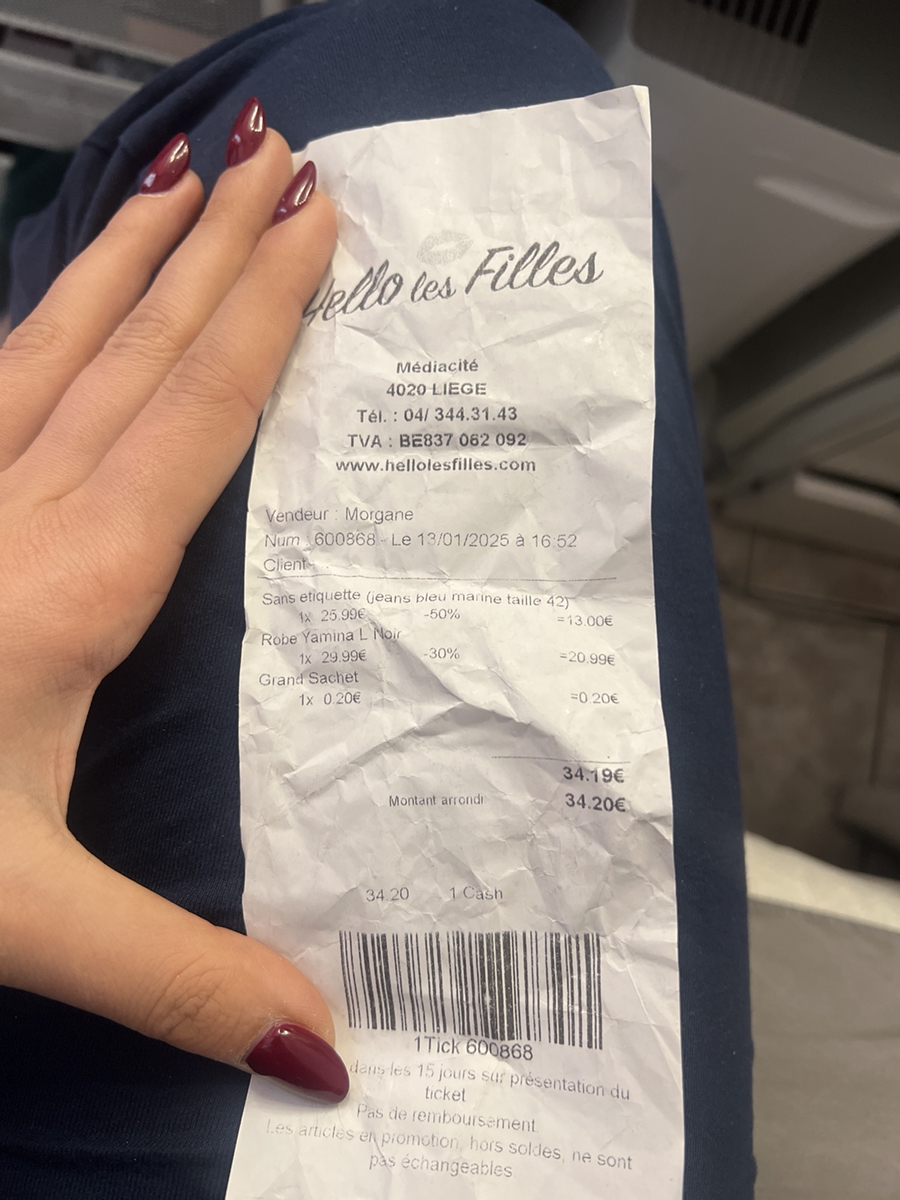 Hello les Filles
Médiacité
4020 LIEGE
Tél. : 04/ 344.31.43
TVA : BE837 062 092
www.hellolesfilles.com
Vendeur : Morgane
Num : 600868 - Le 13/01/2025 à 16:52
Client
Sans etiquette (jeans bleu marine taille 42)
1x 25.99€ -50% =13.00€
Robe Yamina L Noir
1x 29.99€ -30% =20.99€
Grand Sachet
1x 0.20€ =0.20€
34.19€
Montant arrondi 34.20€
34.20 1 Cash
1Tick 600868
dans les 15 jours sur présentation du
ticket
Pas de remboursement
Les articles en promotion, hors soldes, ne sont
pas échangeables